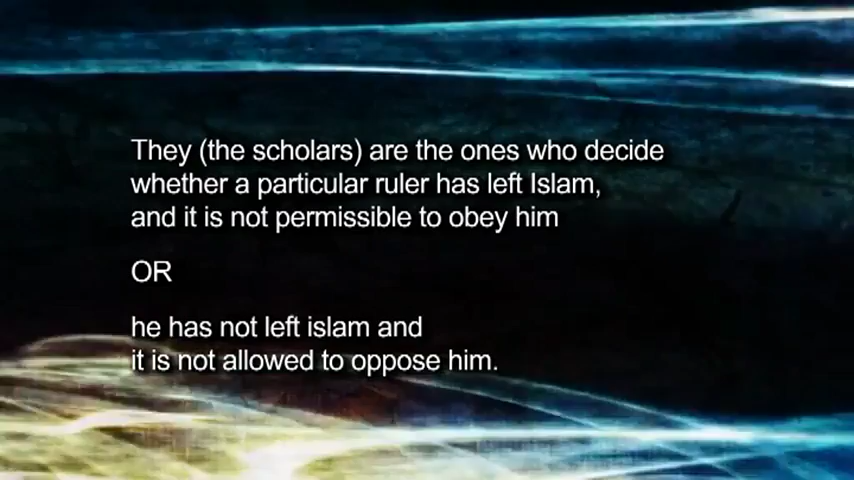 They (the scholars) are the ones who decide
whether a particular ruler has left Islam,
and it is not permissible to obey him
OR
he has not left islam and
it is not allowed to oppose him.